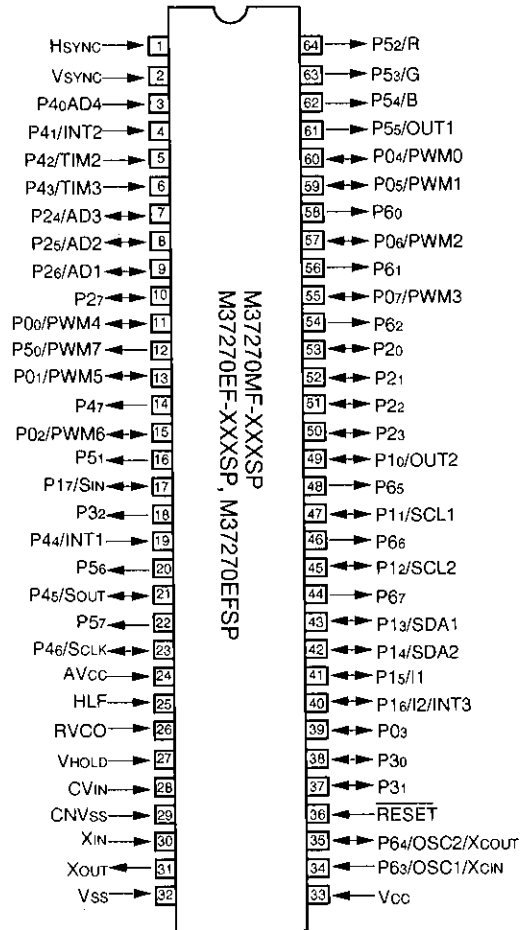 HSYNC 1
VSYNC 2
P40AD4 3
P41/INT2 4
P42/TIM2 5
P43/TIM3 6
P24/AD3 7
P25/AD2 8
P26/AD1 9
P27 10
P00/PWM4 11
P50/PWM7 12
P01/PWM5 13
P47 14
P02/PWM6 15
P51 16
P17/SIN 17
P32 18
P44/INT1 19
P56 20
P45/SOUT 21
P57 22
P46/SCLK 23
AVCC 24
HLF 25
RVCO 26
VHOLD 27
CVIN 28
CNVSS 29
XIN 30
XOUT 31
VSS 32
M37270MF-XXXSP
M37270EF-XXXSP, M37270EFSP
64 P52/R
63 P53/G
62 P54/B
61 P55/OUT1
60 P04/PWM0
59 P05/PWM1
58 P60
57 P06/PWM2
56 P61
55 P07/PWM3
54 P62
53 P20
52 P21
51 P22
50 P23
49 P10/OUT2
48 P65
47 P11/SCL1
46 P66
45 P12/SCL2
44 P67
43 P13/SDA1
42 P14/SDA2
41 P15/I1
40 P16/I2/INT3
39 P03
38 P30
37 P31
36 RESET
35 P64/OSC2/XCOUT
34 P63/OSC1/XCIN
33 VCC